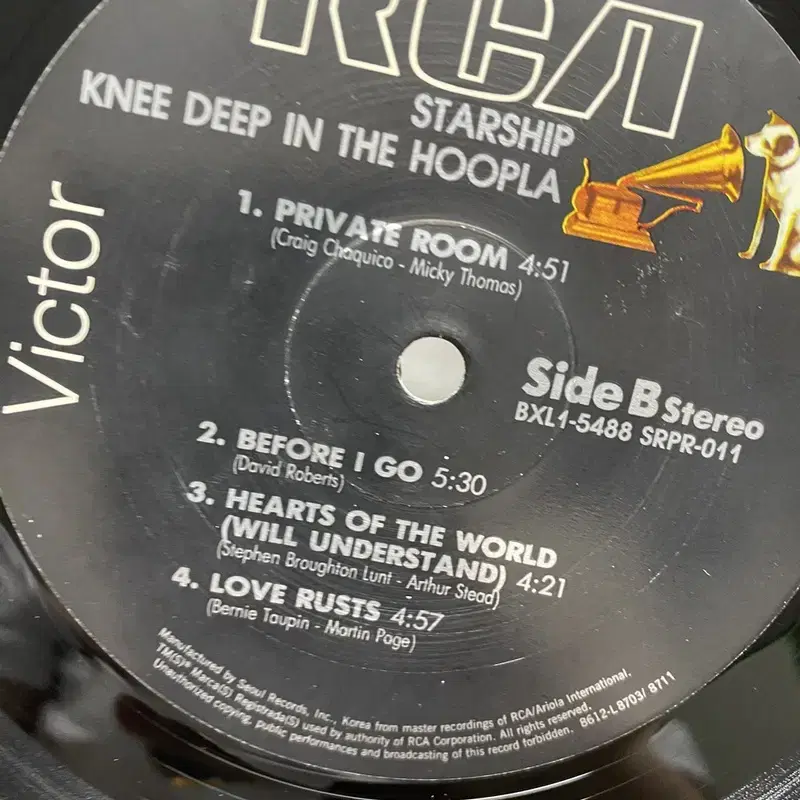 RCA
Victor
STARSHIP
KNEE DEEP IN THE HOOPLA
1. PRIVATE ROOM 4:51
(Craig Chaquico - Micky Thomas)
Side B Stereo
BXL1-5488 SRPR-011
2. BEFORE I GO 5:30
(David Roberts)
3. HEARTS OF THE WORLD
(WILL UNDERSTAND) 4:21
(Stephen Broughton Lunt - Arthur Stead)
4. LOVE RUSTS 4:57
(Bernie Taupin - Martin Page)
Manufactured by Seoul Records, Inc., Korea from master recordings of RCA/Ariola International.
TM(S)® Marca(S) Registrada(S) used by authority of RCA Corporation. All rights reserved.
Unauthorized copying, public performances and broadcasting of this record forbidden. B612-L8703/ 8711